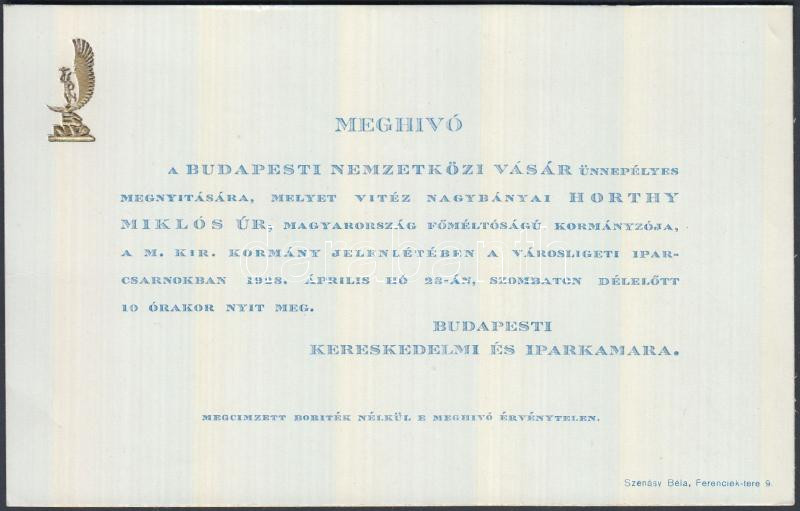 MEGHIVÓ
A BUDAPESTI NEMZETKÖZI VÁSÁR ÜNNEPÉLYES
MEGNYITÁSÁRA, MELYET VITÉZ NAGYBÁNYAI HORTHY
MIKLÓS ÚR, MAGYARORSZÁG FŐMÉLTÓSÁGÚ KORMÁNYZÓJA,
A M. KIR. KORMÁNY JELENLÉTÉBEN A VÁROSLIGETI IPAR-
CSARNOKBAN 1928. ÁPRILIS HÓ 28-ÁN, SZOMBATON DÉLELŐTT
10 ÓRAKOR NYIT MEG.
BUDAPESTI
KERESKEDELMI ÉS IPARKAMARA.
MEGCIMZETT BORITÉK NÉLKÜL E MEGHIVÓ ÉRVÉNYTELEN.
Szenásy Béla, Ferenciek-tere 9.
darabanth